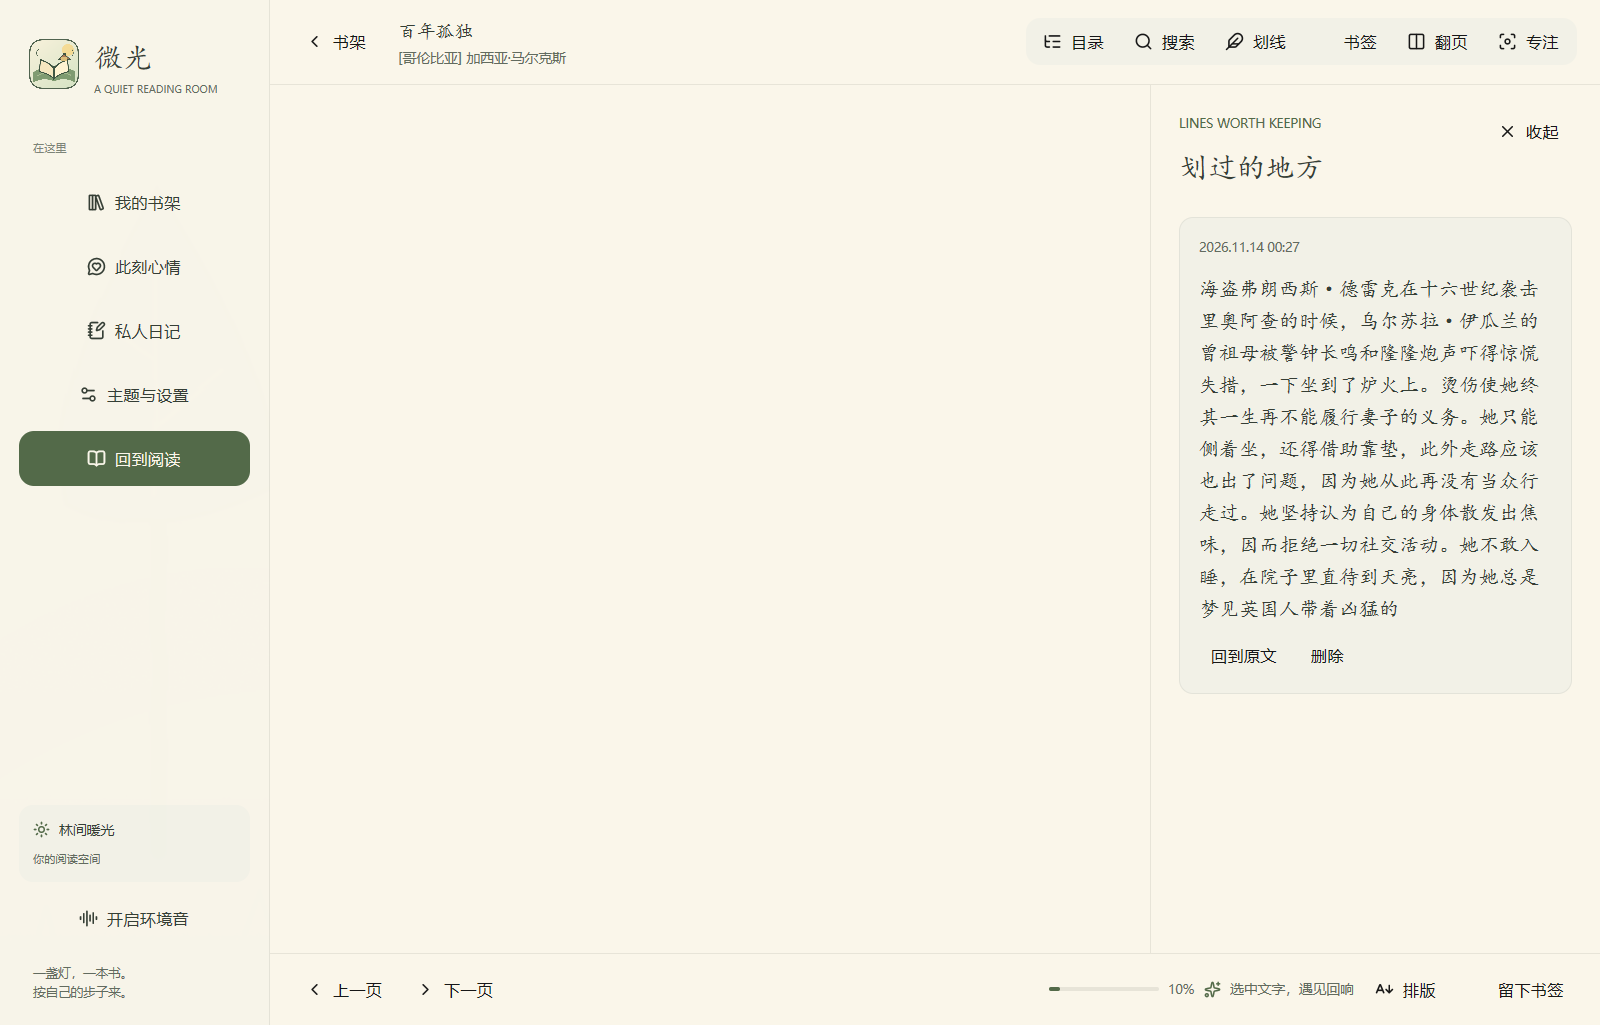 微光
A QUIET READING ROOM
在这里
我的书架
此刻心情
私人日记
主题与设置
回到阅读
林间暖光
你的阅读空间
开启环境音
一盏灯，一本书。
按自己的步子来。
书架
百年孤独
[哥伦比亚] 加西亚·马尔克斯
目录
搜索
划线
书签
翻页
专注
LINES WORTH KEEPING
收起
划过的地方
2026.11.14 00:27
海盗弗朗西斯·德雷克在十六世纪袭击
里奥阿查的时候，乌尔苏拉·伊瓜兰的
曾祖母被警钟长鸣和隆隆炮声吓得惊慌
失措，一下坐到了炉火上。烫伤使她终
其一生再不能履行妻子的义务。她只能
侧着坐，还得借助靠垫，此外走路应该
也出了问题，因为她从此再没有当众行
走过。她坚持认为自己的身体散发出焦
味，因而拒绝一切社交活动。她不敢入
睡，在院子里直待到天亮，因为她总是
梦见英国人带着凶猛的
回到原文
删除
上一页
下一页
10%
选中文字，遇见回响
排版
留下书签